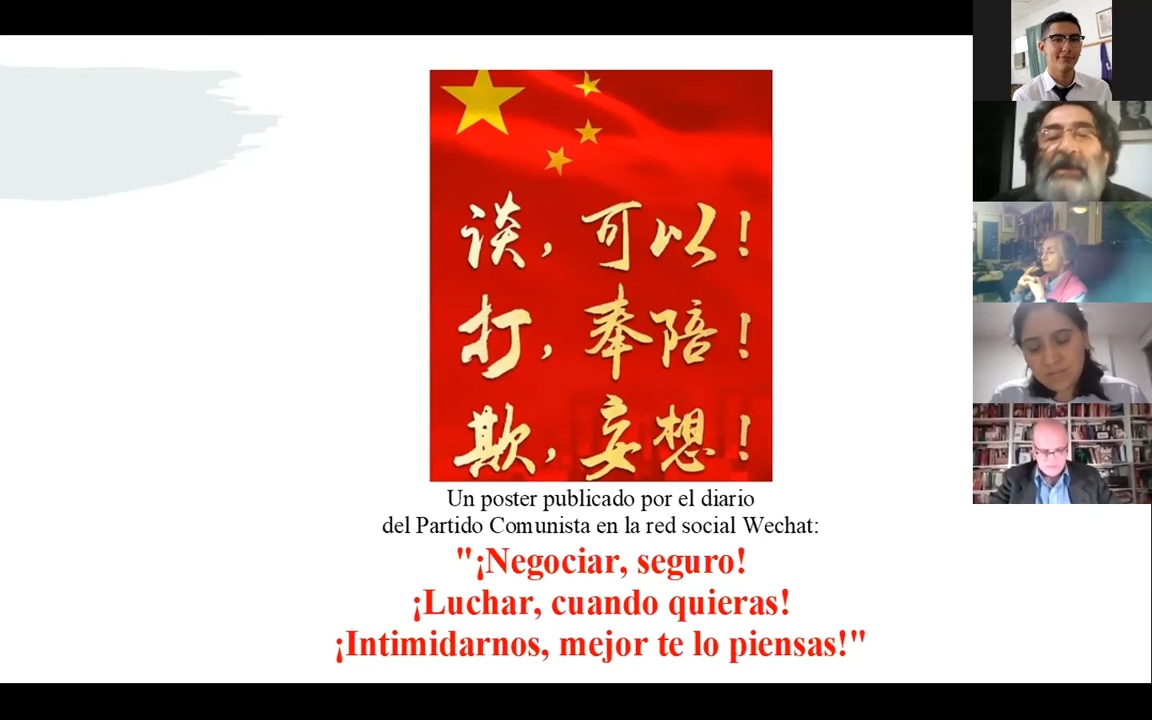 谈，可以！
打，奉陪！
欺，妄想！
Un poster publicado por el diario
del Partido Comunista en la red social Wechat:
"¡Negociar, seguro!
¡Luchar, cuando quieras!
¡Intimidarnos, mejor te lo piensas!"